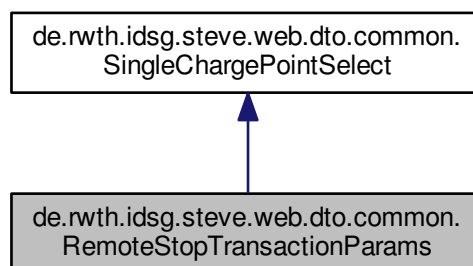 de.rwth.idsg.steve.web.dto.common.
SingleChargePointSelect
de.rwth.idsg.steve.web.dto.common.
RemoteStopTransactionParams